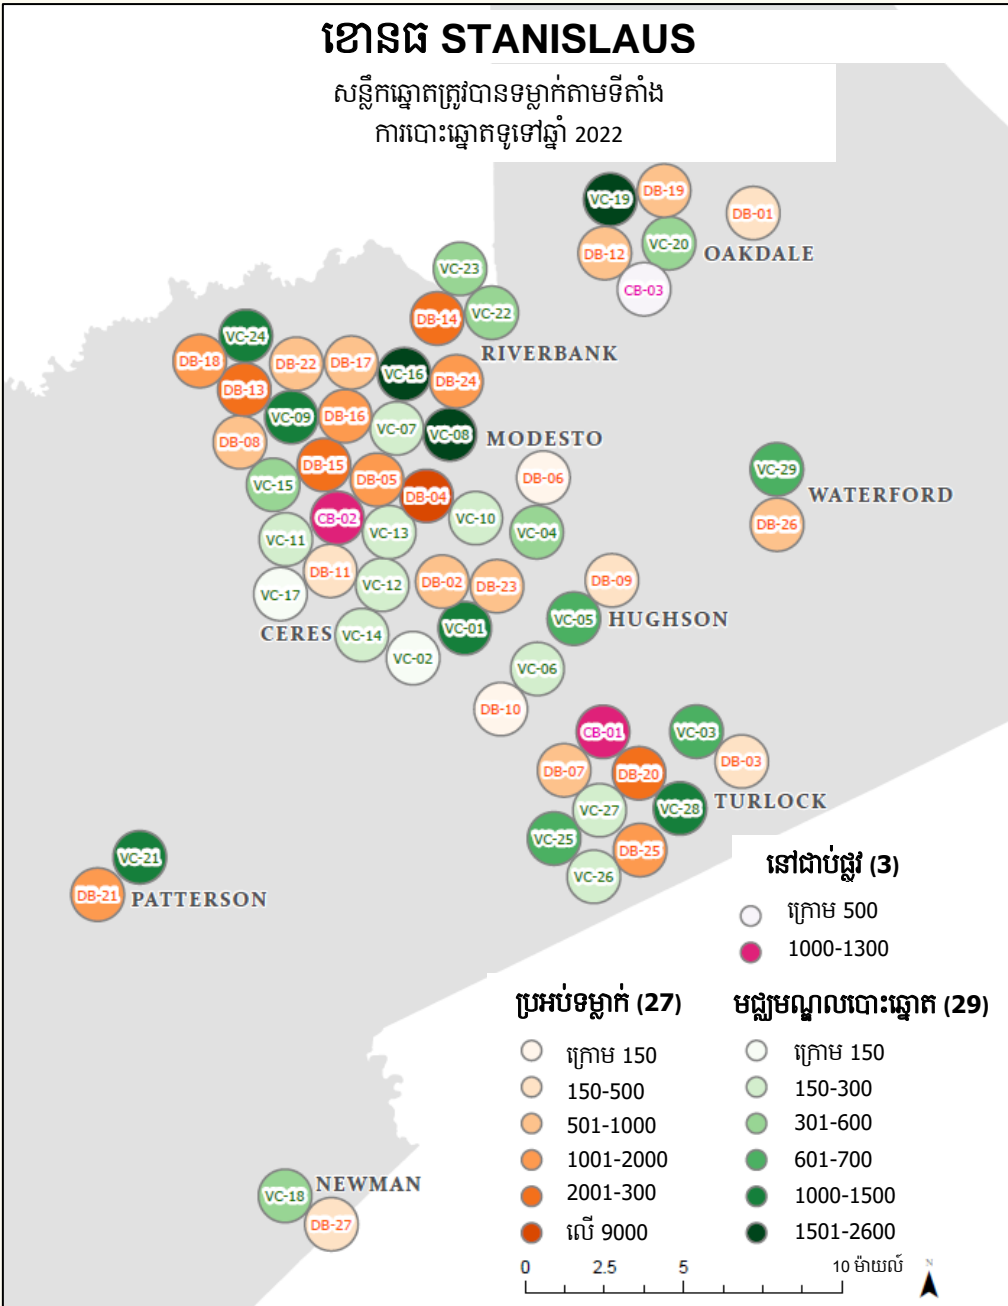 ខោនធី STANISLAUS
សន្លឹកឆ្នោតត្រូវបានទម្លាក់តាមទីតាំង
ការបោះឆ្នោតទូទៅឆ្នាំ 2022
VC-19
DB-19
DB-01
DB-12
VC-20
OAKDALE
CB-03
VC-23
DB-14
VC-22
RIVERBANK
VC-24
DB-18
DB-22
DB-17
VC-16
DB-24
DB-13
VC-09
DB-16
VC-07
VC-08
MODESTO
DB-08
DB-15
DB-05
DB-04
DB-06
VC-15
VC-29
WATERFORD
CB-02
VC-13
VC-10
VC-04
DB-26
VC-11
DB-11
VC-12
DB-02
DB-23
DB-09
VC-17
VC-01
VC-05
HUGHSON
CERES
VC-14
VC-02
VC-06
DB-10
CB-01
VC-03
DB-07
DB-20
DB-03
VC-27
VC-28
TURLOCK
VC-25
DB-25
VC-26
VC-21
DB-21
PATTERSON
VC-18
NEWMAN
DB-27
នៅជាប់ផ្លូវ (3)
ក្រោម 500
1000-1300
ប្រអប់ទម្លាក់ (27)
ក្រោម 150
150-500
501-1000
1001-2000
2001-300
លើ 9000
មជ្ឈមណ្ឌលបោះឆ្នោត (29)
ក្រោម 150
150-300
301-600
601-700
1000-1500
1501-2600
0 2.5 5 10 ម៉ាយល៍
N